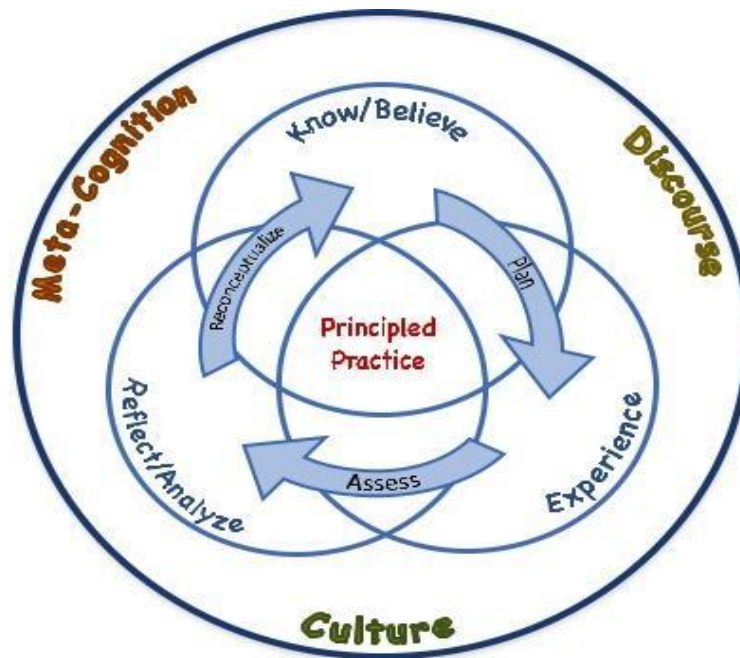 Know/Believe
Meta-Cognition
Discourse
Reconceptualize
Plan
Principled
Practice
Reflect/Analyze
Experience
Assess
Culture